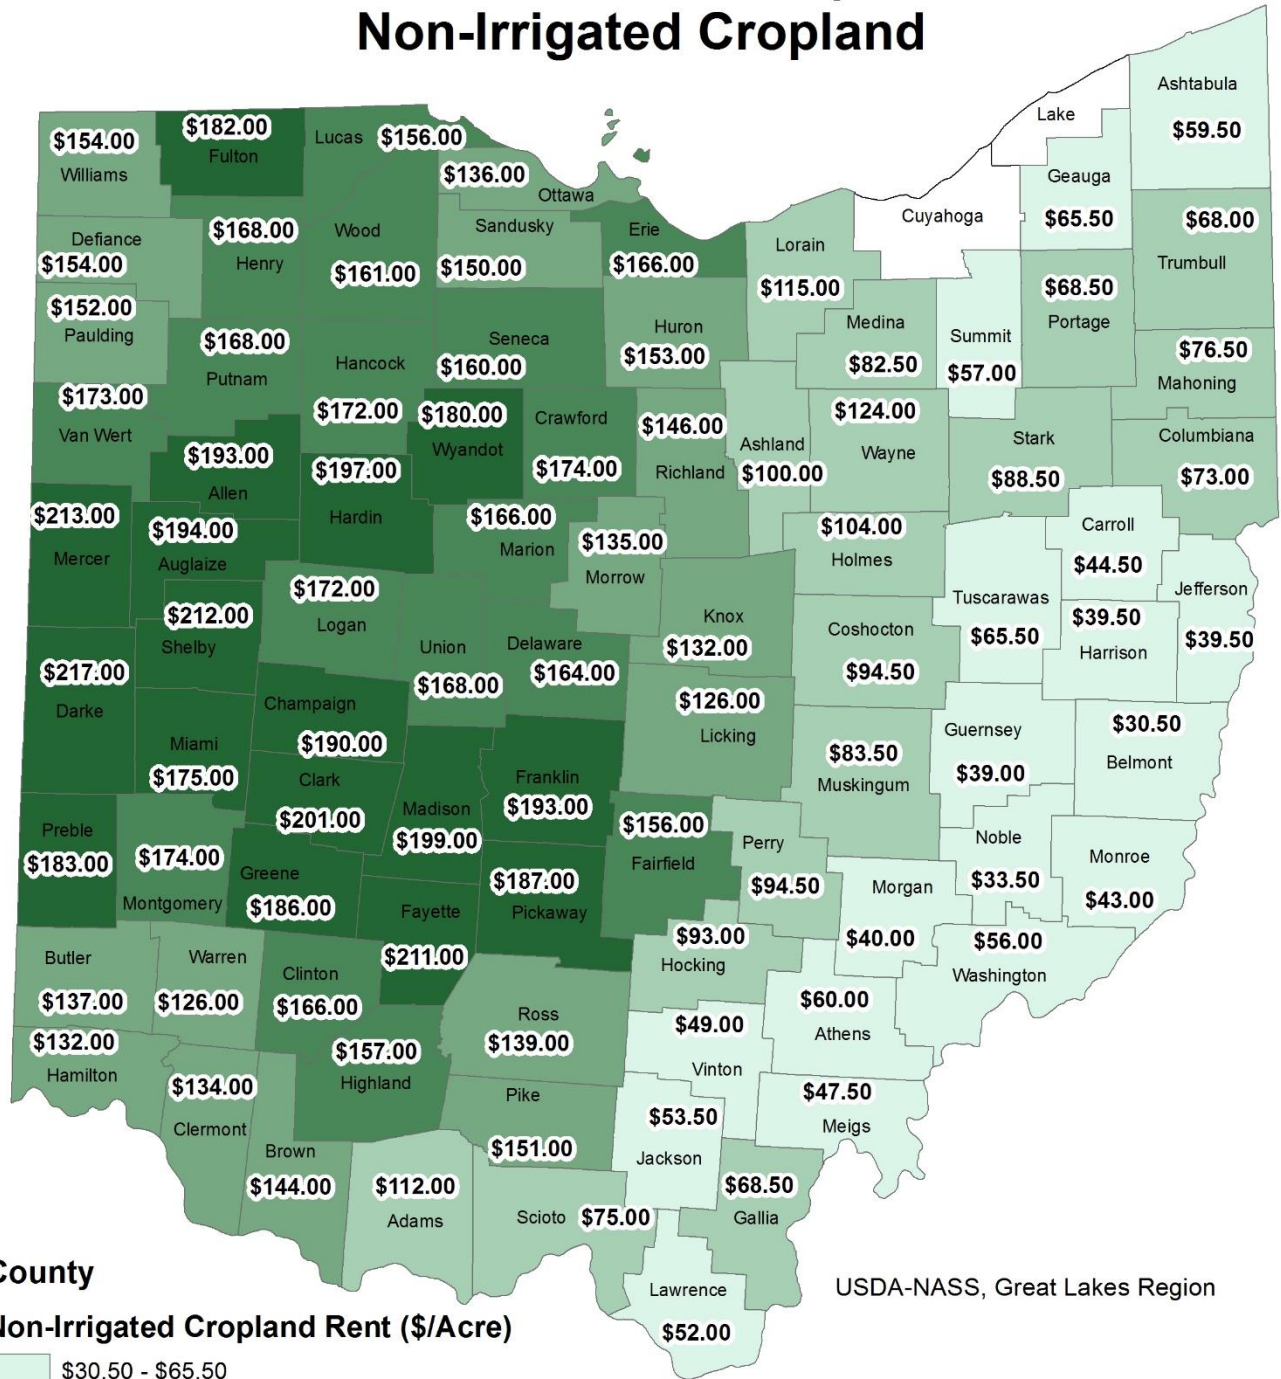 Non-Irrigated Cropland
Ashtabula
$59.50
Lake
Geauga
$65.50
Cuyahoga
$68.00
Trumbull
$154.00
Williams
$182.00
Fulton
Lucas $156.00
$136.00
Ottawa
Defiance
$154.00
$168.00
Henry
Wood
$161.00
Sandusky
$150.00
Erie
$166.00
Lorain
$115.00
Medina
$82.50
Summit
$57.00
$68.50
Portage
$76.50
Mahoning
$152.00
Paulding
$168.00
Putnam
Hancock
$172.00
Seneca
$160.00
Huron
$153.00
$173.00
Van Wert
$193.00
Allen
$197.00
Hardin
$180.00
Wyandot
Crawford
$174.00
$146.00
Richland
Ashland
$100.00
$124.00
Wayne
Stark
$88.50
Columbiana
$73.00
$213.00
Mercer
$194.00
Auglaize
$166.00
Marion
$135.00
Morrow
$104.00
Holmes
Carroll
$44.50
Jefferson
$39.50
$212.00
Shelby
$172.00
Logan
Union
$168.00
Delaware
$164.00
Knox
$132.00
Coshocton
$94.50
Tuscarawas
$65.50
$39.50
Harrison
$217.00
Darke
Miami
$175.00
Champaign
$190.00
Clark
$201.00
Madison
$199.00
Franklin
$193.00
$126.00
Licking
$83.50
Muskingum
Guernsey
$39.00
$30.50
Belmont
Preble
$183.00
$174.00
Montgomery
Greene
$186.00
Fayette
$211.00
$187.00
Pickaway
$156.00
Fairfield
Perry
$94.50
Morgan
$40.00
Noble
$33.50
Monroe
$43.00
Butler
$137.00
Warren
$126.00
Clinton
$166.00
$93.00
Hocking
$56.00
Washington
$132.00
Hamilton
$134.00
Clermont
Brown
$144.00
$157.00
Highland
Ross
$139.00
Pike
$151.00
$49.00
Vinton
$60.00
Athens
$47.50
Meigs
$112.00
Adams
Scioto $75.00
$53.50
Jackson
$68.50
Gallia
Lawrence
$52.00
County
Non-Irrigated Cropland Rent ($/Acre)
$30.50 - $65.50
USDA-NASS, Great Lakes Region